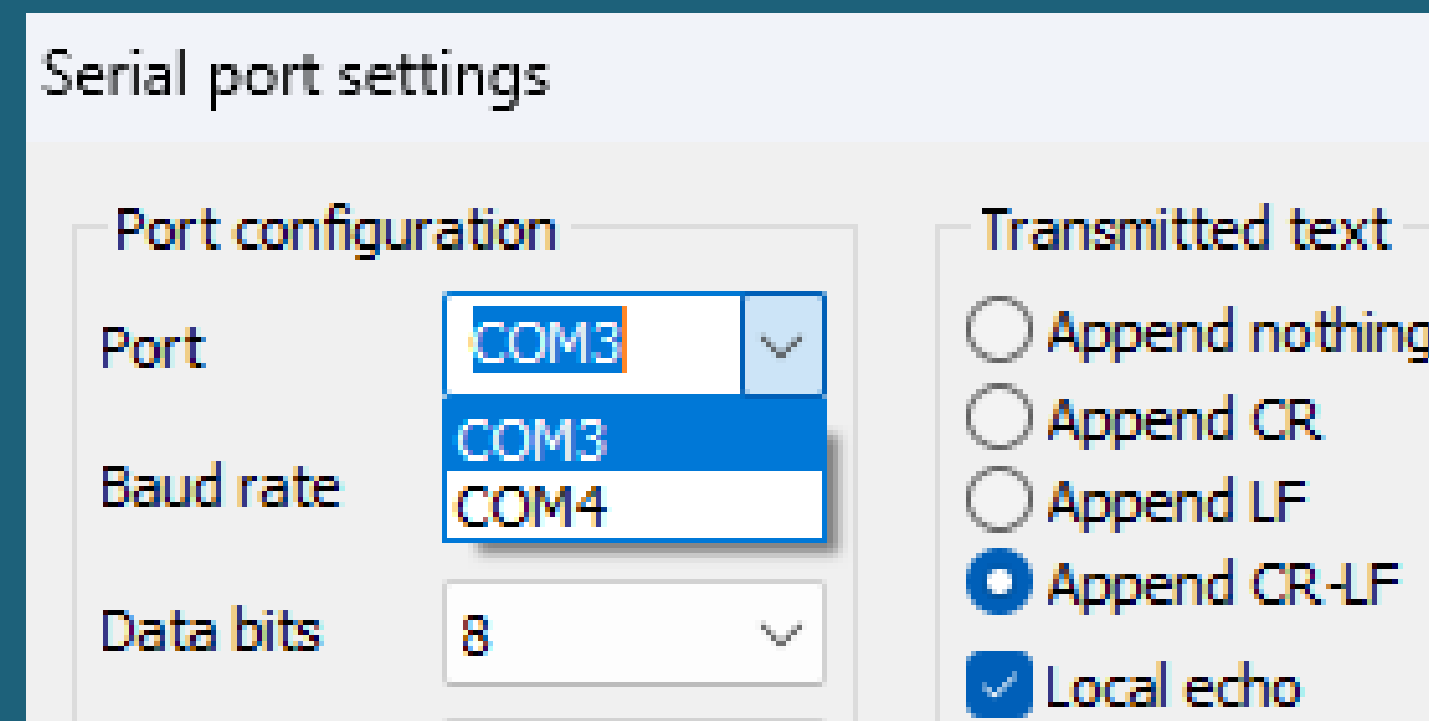 Serial port settings
Port configuration
Port
COM3
COM3
COM4
Baud rate
Data bits
8
Transmitted text
Append nothing
Append CR
Append LF
Append CR-LF
Local echo